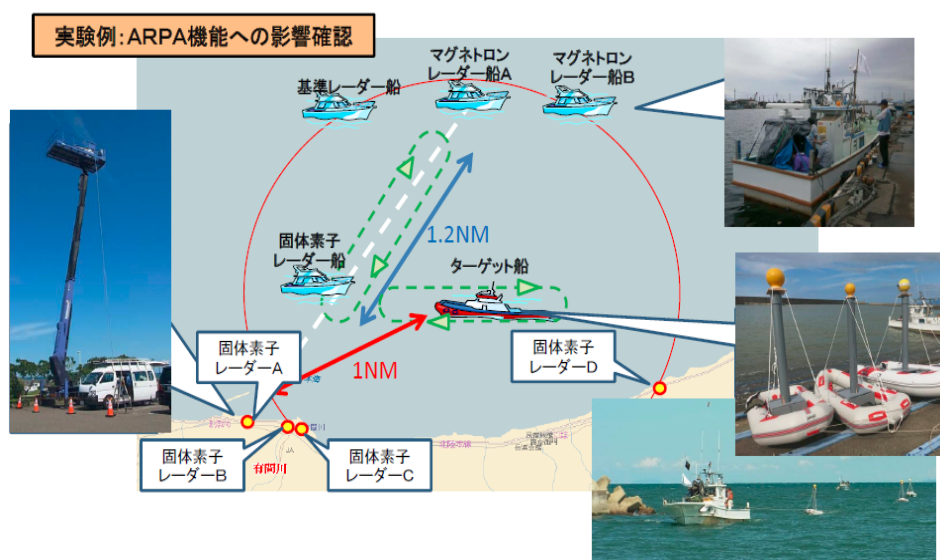 実験例：ARPA機能への影響確認
マグネトロン
レーダー船A
マグネトロン
レーダー船B
基準レーダー船
1.2NM
固体素子
レーダー船
ターゲット船
固体素子
レーダーA
1NM
固体素子
レーダーD
固体素子
レーダーB
有間川
固体素子
レーダーC
JA
北陸本線